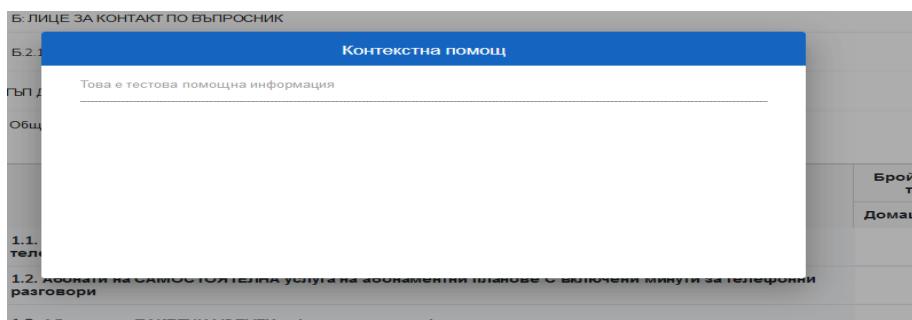 Б: ЛИЦЕ ЗА КОНТАКТ ПО ВЪПРОСНИК
Б.2.1
Контекстна помощ
Това е тестова помощна информация
ТЪП
Общ
Брой
т
Домаш
1.1.
теле
1.2. Абонати на САМОСТОЯТЕЛНА услуга на абонаментни планове С включени минути за телефонни
разговори